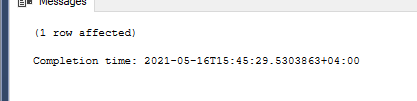 Messages
(1 row affected)
Completion time: 2021-05-16T15:45:29.5303863+04:00